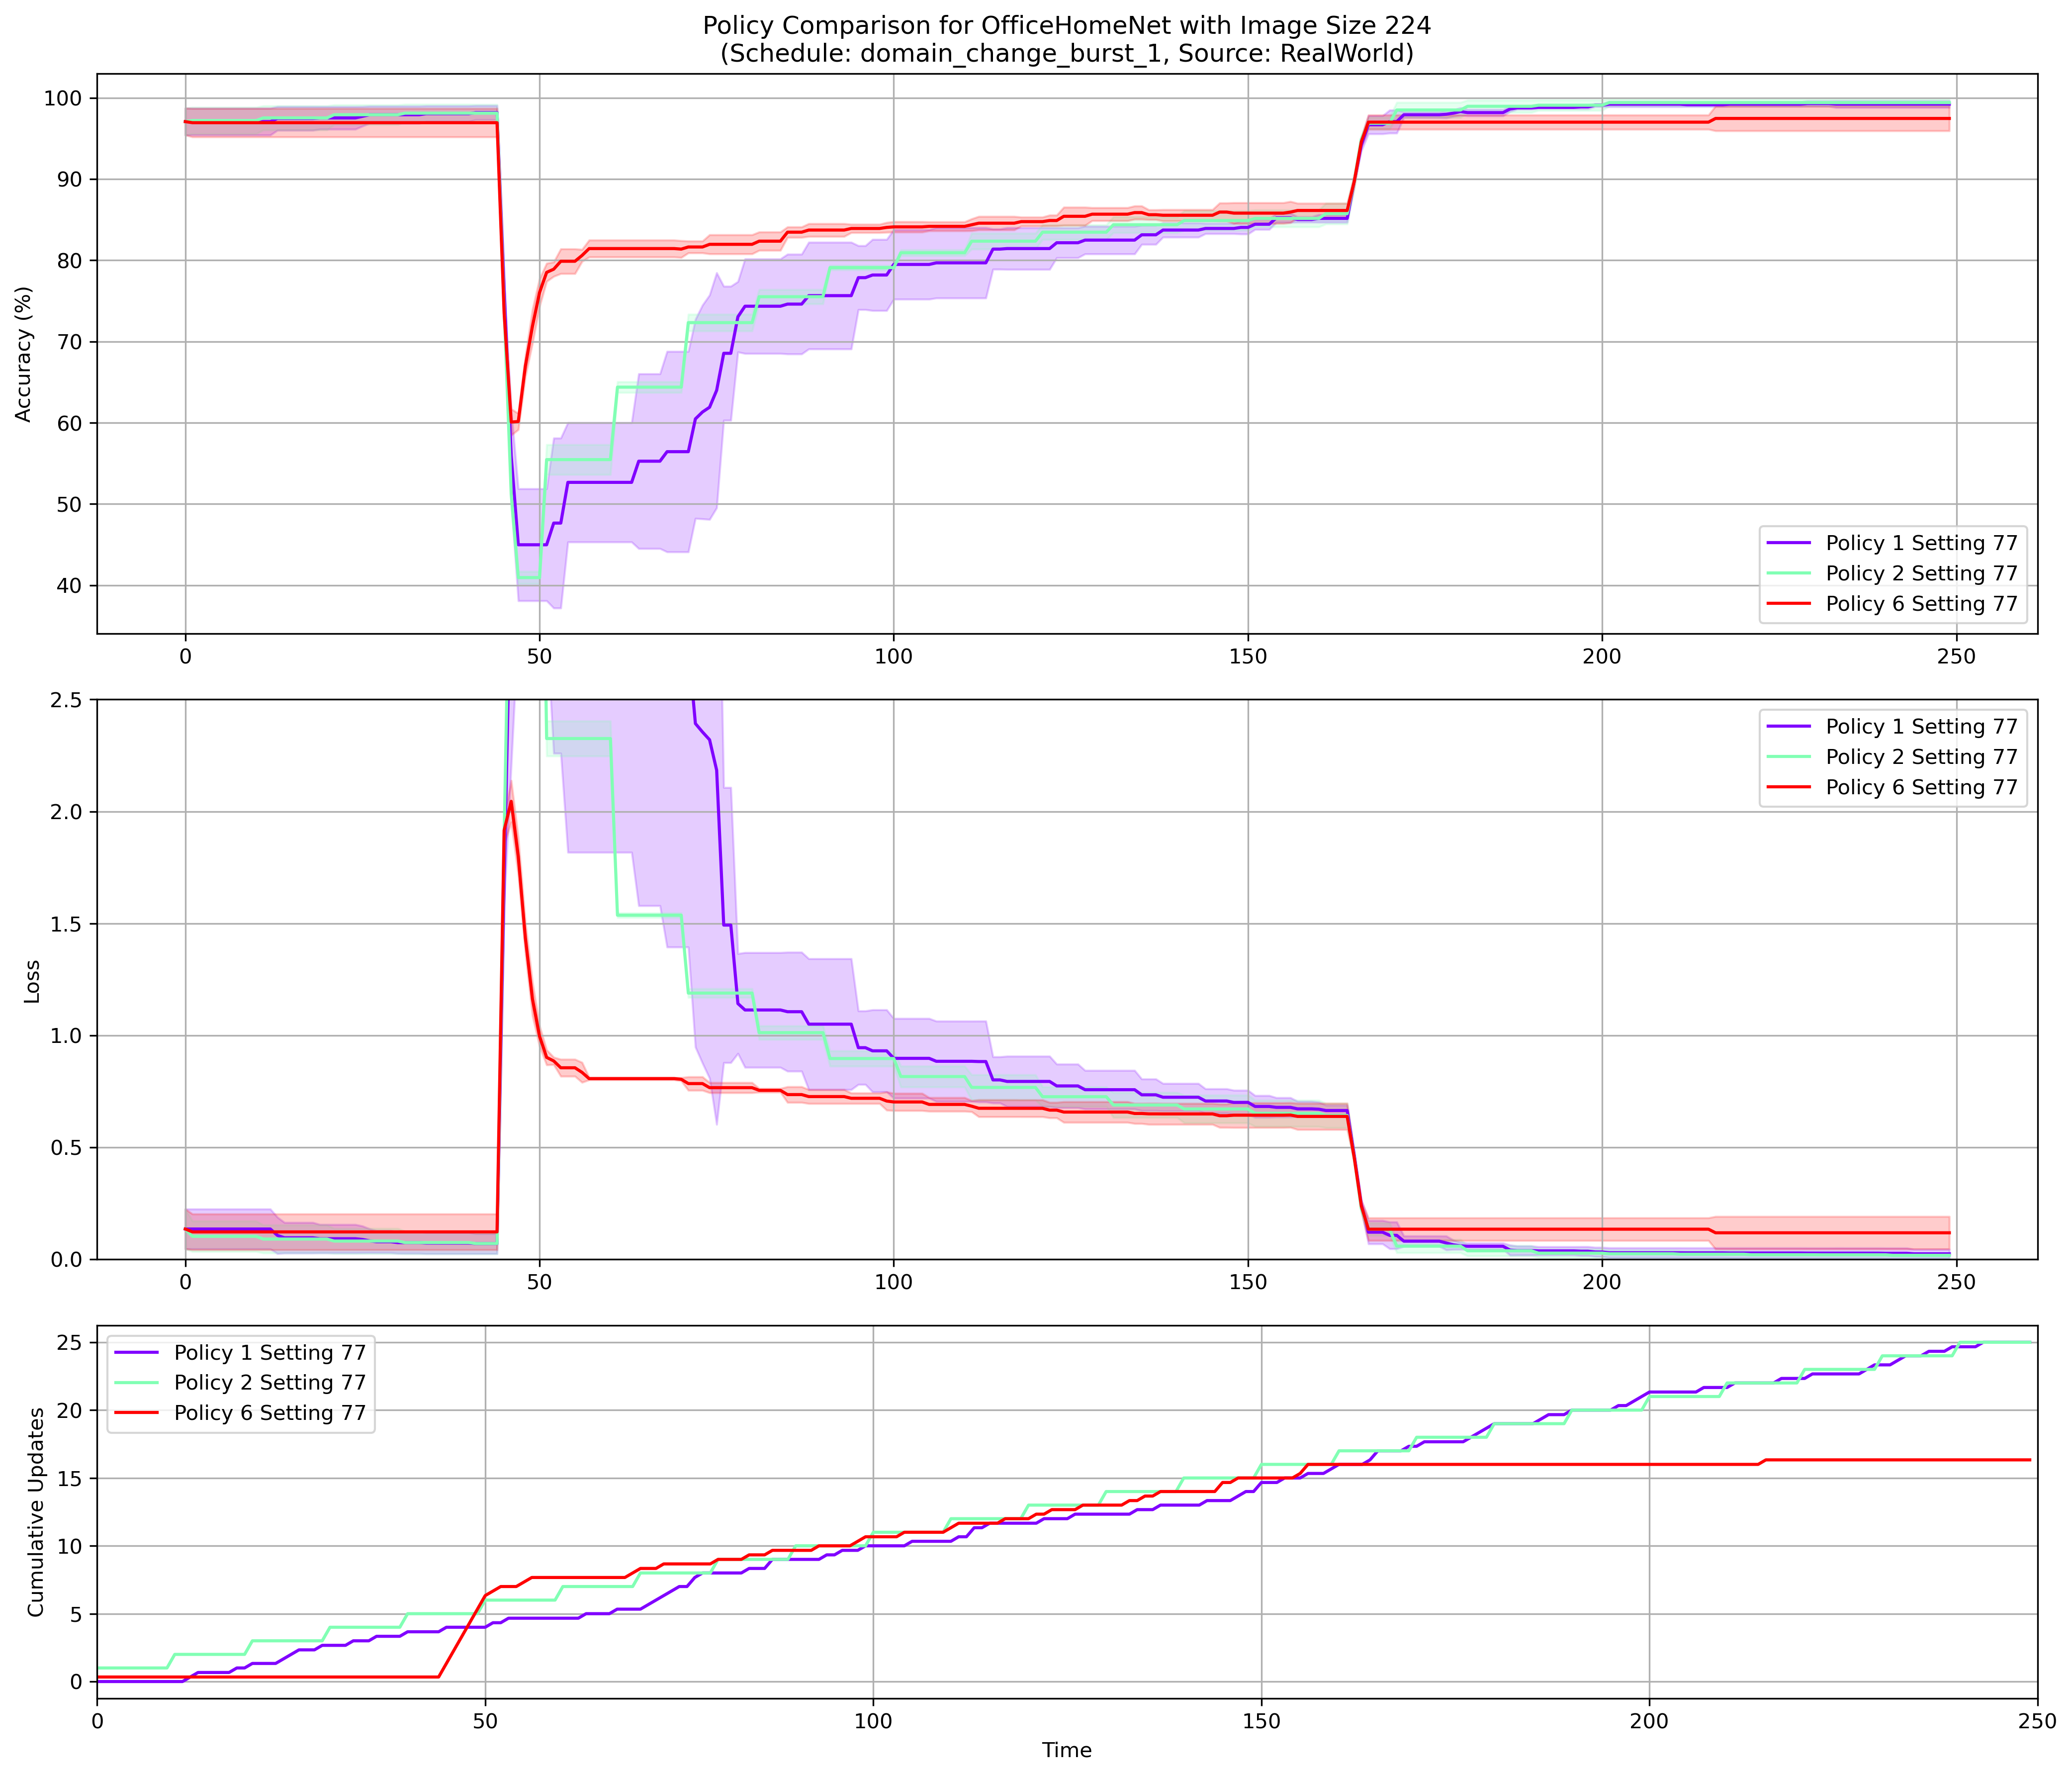 Policy Comparison for OfficeHomeNet with Image Size 224
(Schedule: domain_change_burst_1, Source: RealWorld)
100
90
80
70
60
50
40
Accuracy (%)
Policy 1 Setting 77
Policy 2 Setting 77
Policy 6 Setting 77
0 50 100 150 200 250
2.5
2.0
1.5
1.0
0.5
0.0
Loss
Policy 1 Setting 77
Policy 2 Setting 77
Policy 6 Setting 77
0 50 100 150 200 250
25
20
15
10
5
0
Cumulative Updates
Policy 1 Setting 77
Policy 2 Setting 77
Policy 6 Setting 77
0 50 100 150 200 250
Time